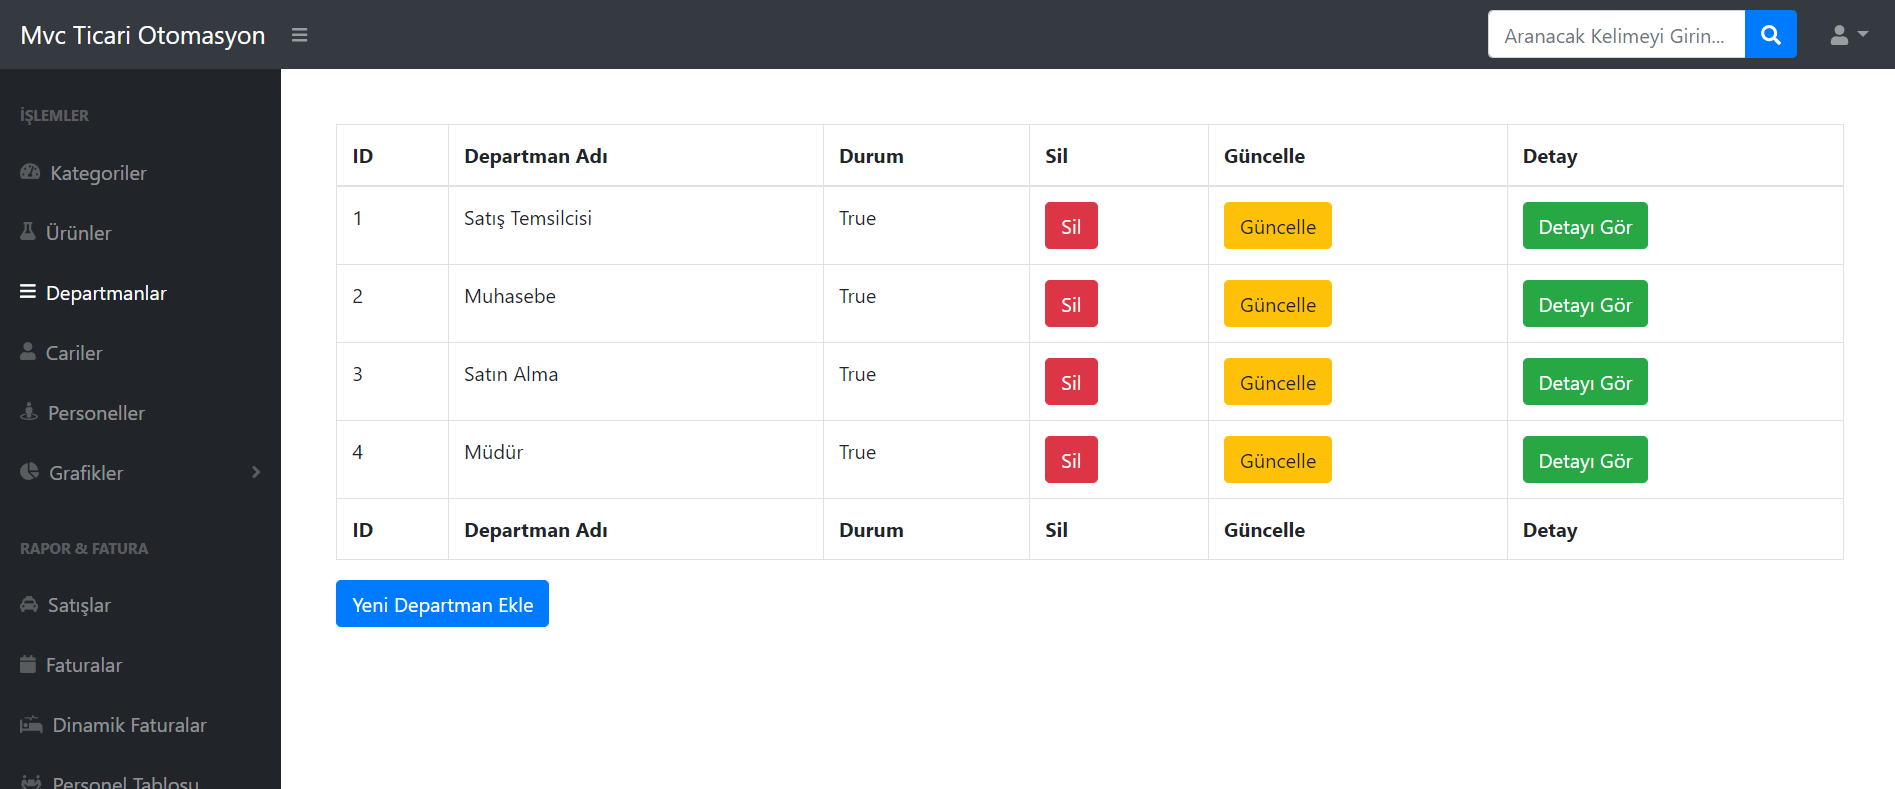 Mvc Ticari Otomasyon
Aranacak Kelimeyi Girin...
İŞLEMLER
Kategoriler
Ürünler
Departmanlar
Cariler
Personeller
Grafikler
RAPOR & FATURA
Satışlar
Faturalar
Dinamik Faturalar
Personel Tablosu
ID Departman Adı Durum Sil Güncelle Detay
1 Satış Temsilcisi True Sil Güncelle Detayı Gör
2 Muhasebe True Sil Güncelle Detayı Gör
3 Satın Alma True Sil Güncelle Detayı Gör
4 Müdür True Sil Güncelle Detayı Gör
ID Departman Adı Durum Sil Güncelle Detay
Yeni Departman Ekle